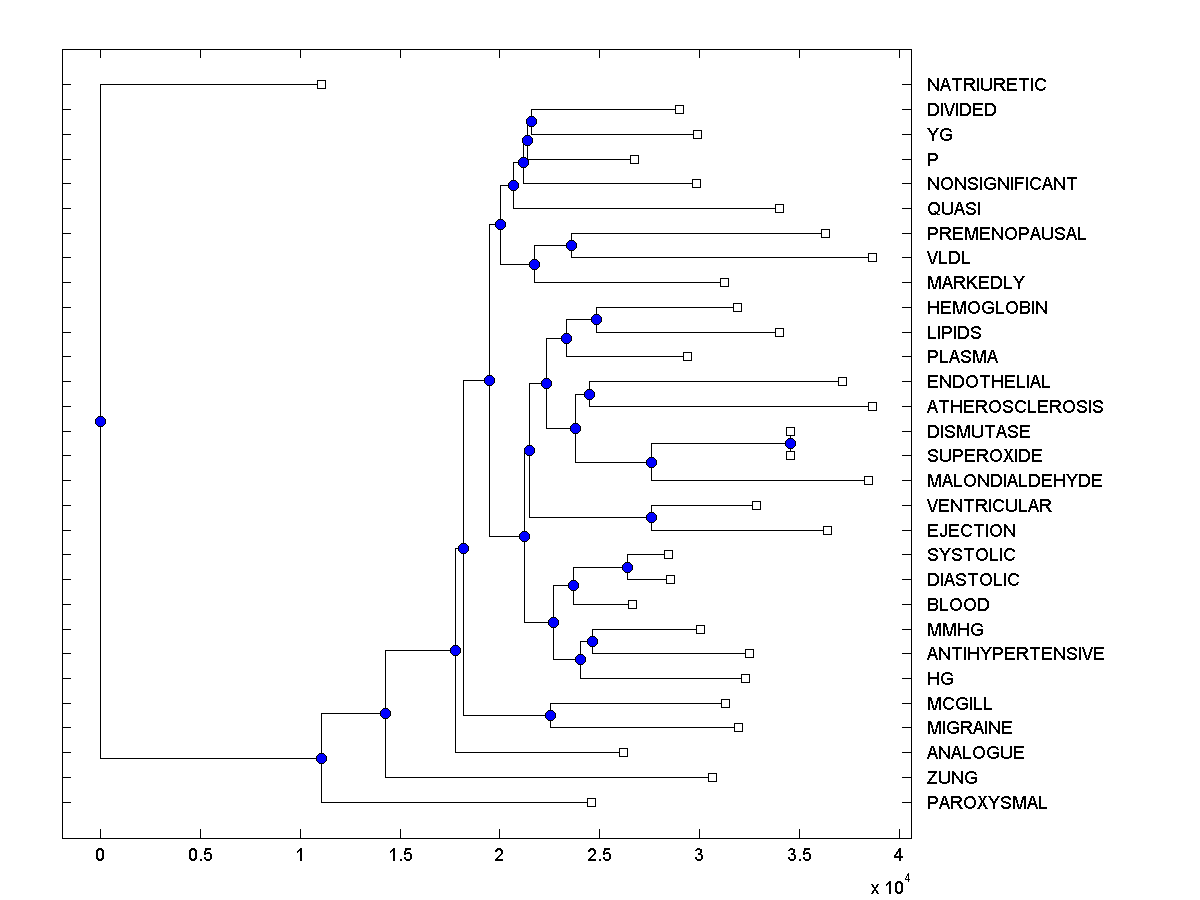 NATRIURETIC
DIVIDED
YG
P
NONSIGNIFICANT
QUASI
PREMENOPAUSAL
VLDL
MARKEDLY
HEMOGLOBIN
LIPIDS
PLASMA
ENDOTHELIAL
ATHEROSCLEROSIS
DISMUTASE
SUPEROXIDE
MALONDIALDEHYDE
VENTRICULAR
EJECTION
SYSTOLIC
DIASTOLIC
BLOOD
MMHG
ANTIHYPERTENSIVE
HG
MCGILL
MIGRAINE
ANALOGUE
ZUNG
PAROXYSMAL
0 0.5 1 1.5 2 2.5 3 3.5 4
x 10^4